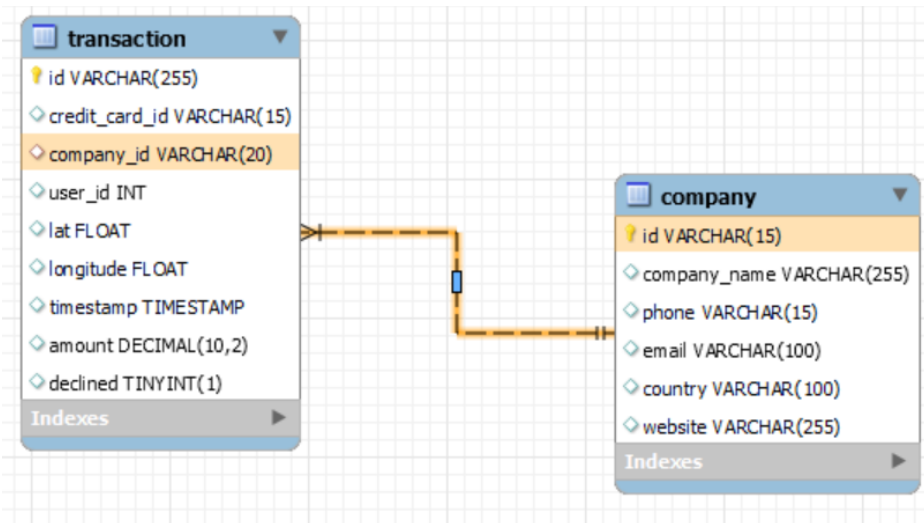 transaction
id VARCHAR(255)
credit_card_id VARCHAR(15)
company_id VARCHAR(20)
user_id INT
lat FLOAT
longitude FLOAT
timestamp TIMESTAMP
amount DECIMAL(10,2)
declined TINYINT(1)
Indexes
company
id VARCHAR(15)
company_name VARCHAR(255)
phone VARCHAR(15)
email VARCHAR(100)
country VARCHAR(100)
website VARCHAR(255)
Indexes